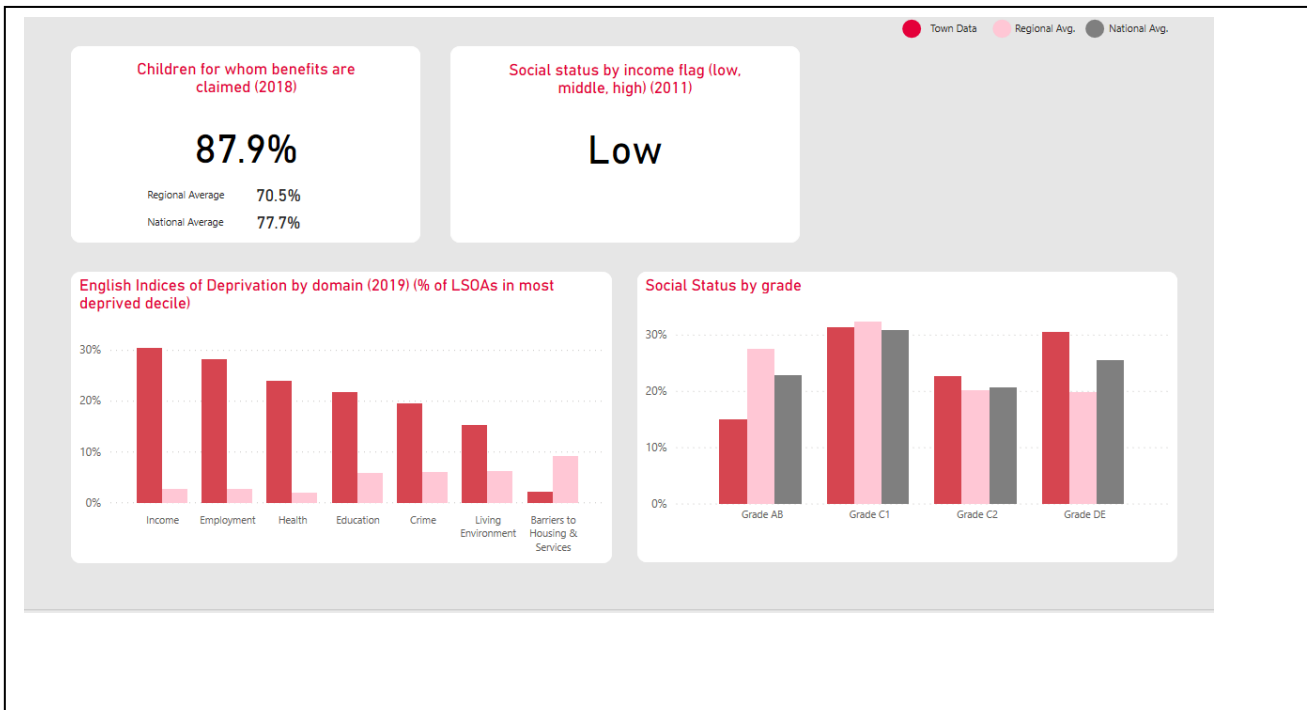 Town Data Regional Avg. National Avg.
Children for whom benefits are
claimed (2018)
87.9%
Regional Average 70.5%
National Average 77.7%
Social status by income flag (low,
middle, high) (2011)
Low
English Indices of Deprivation by domain (2019) (% of LSOAs in most
deprived decile)
30%
20%
10%
0%
Income Employment Health Education Crime Living
Environment Barriers to
Housing &
Services
Social Status by grade
30%
20%
10%
0%
Grade AB Grade C1 Grade C2 Grade DE